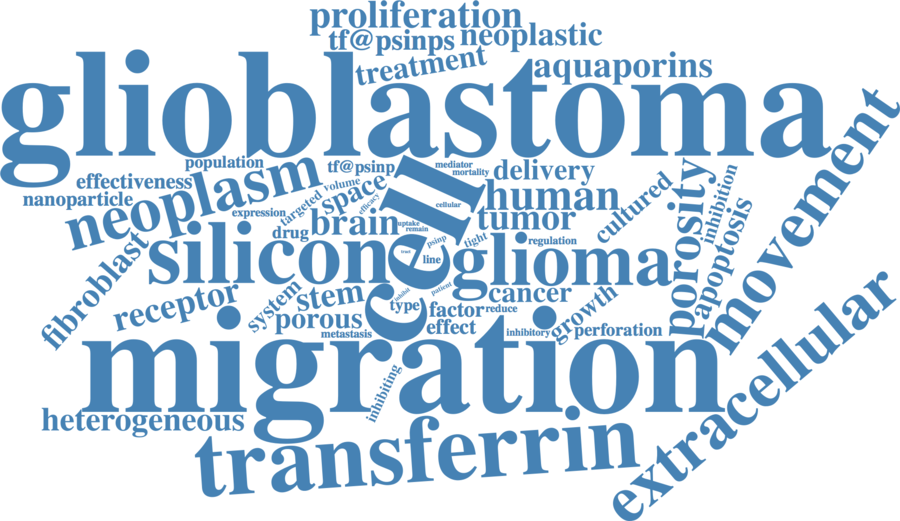 proliferation
tf@psinps neoplastic
treatment aquaporins
glioblastoma
population tf@psinp mediator
mortality delivery
effectiveness neoplasm targeted volume
nanoparticle space efficacy cellular human
expression drug brain uptake
remain tumor cultured porosity inhibition
fibroblast silicon cell psinp tight regulation
line glioma apoptosis movement
receptor system stem type inhibit patient cancer
porous factor reduce growth
metastasis effect inhibitory perforation
migration
inhibiting
heterogeneous
transferrin extracellular